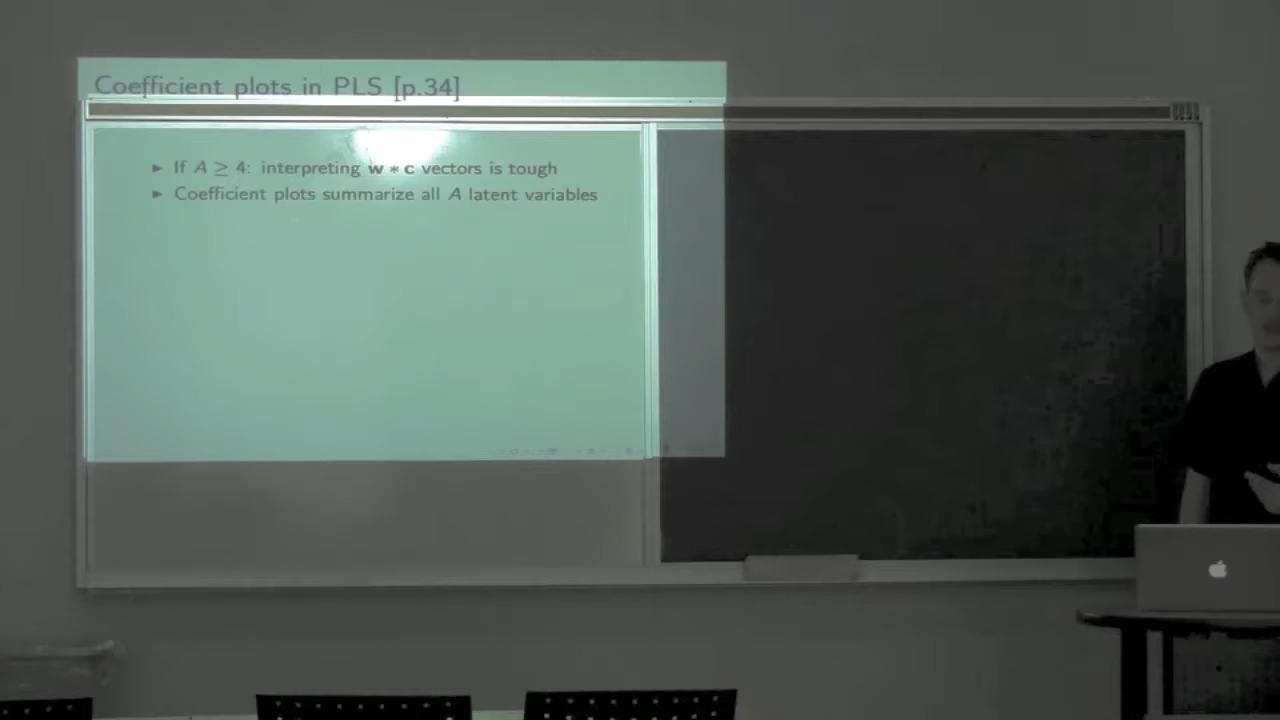 Coefficient plots in PLS [p.34]
► If A ≥ 4: interpreting w * c vectors is tough
► Coefficient plots summarize all A latent variables